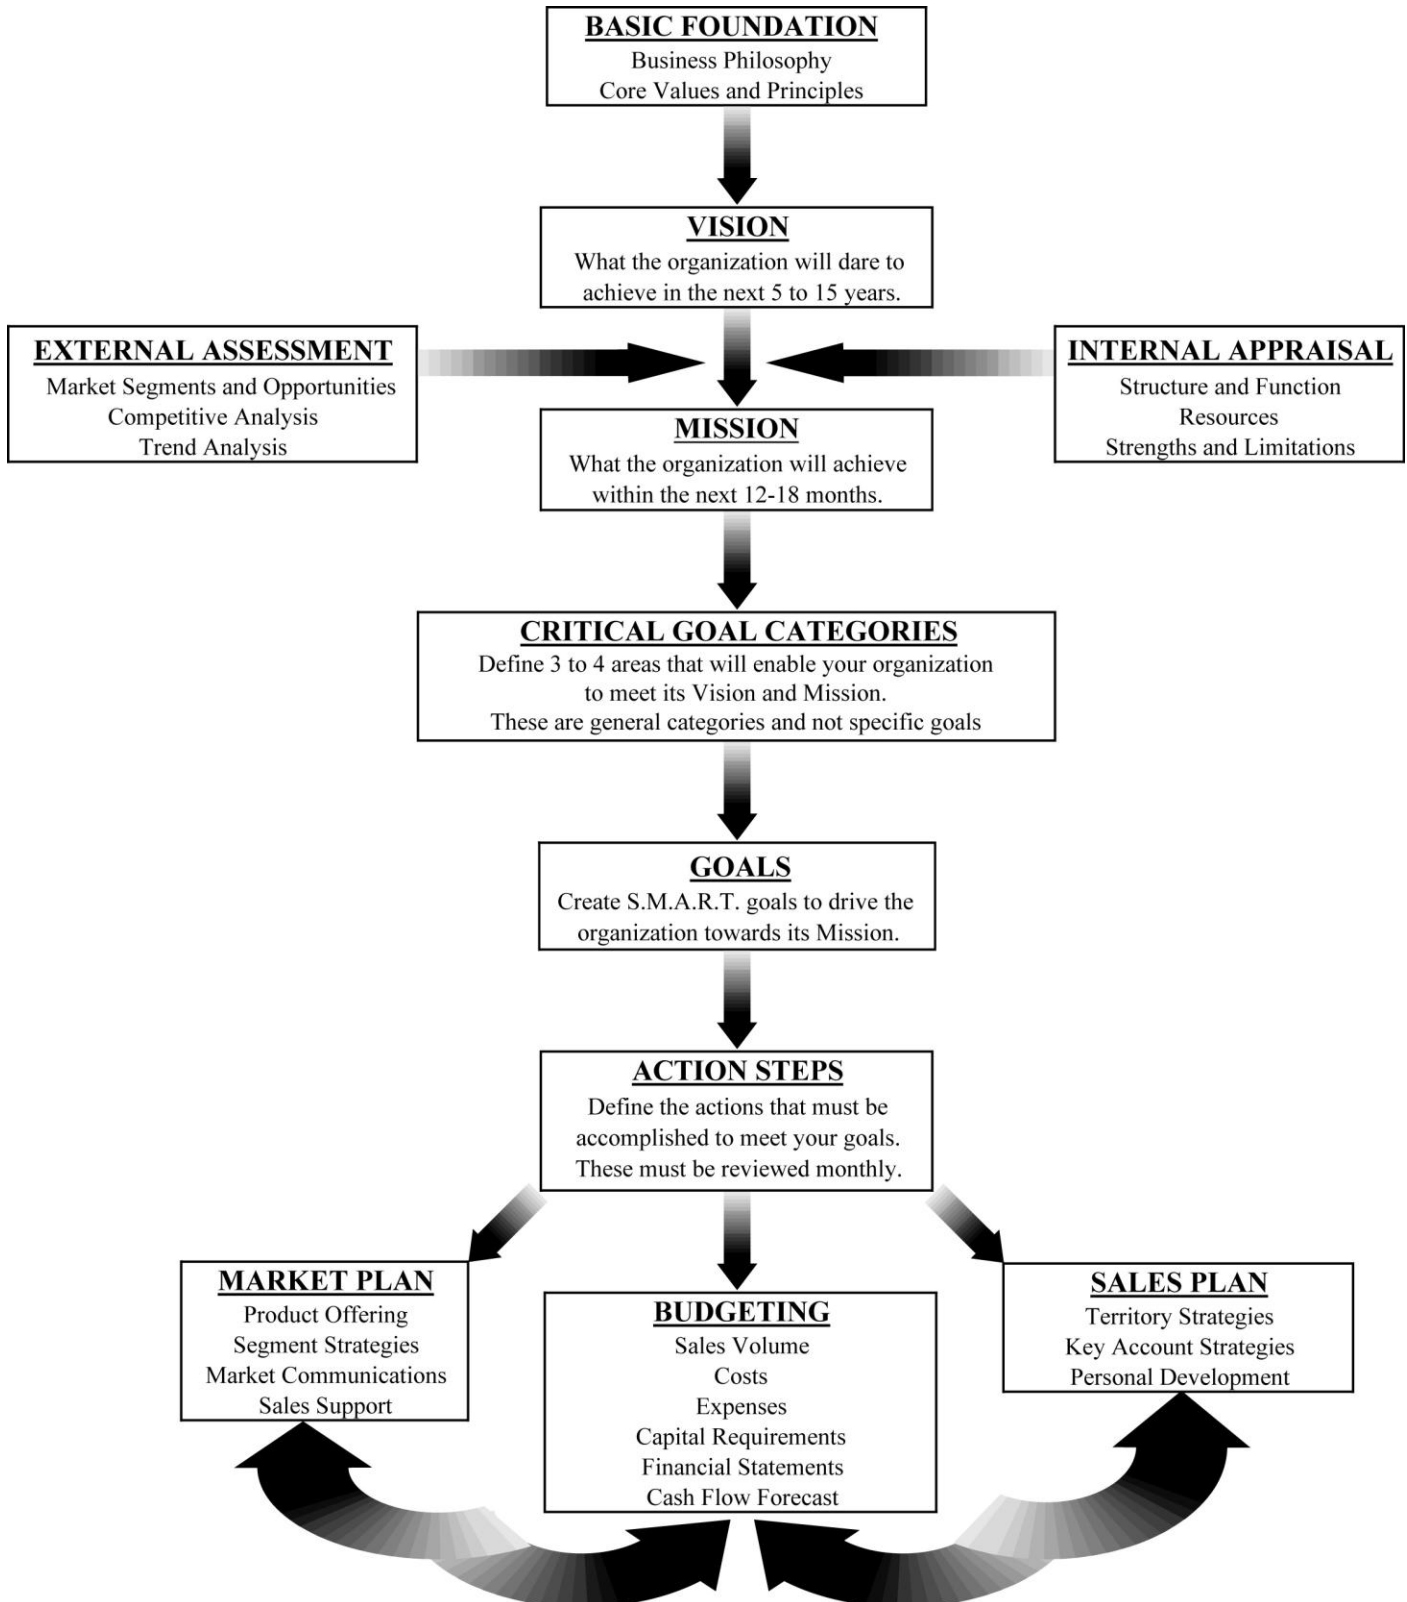 BASIC FOUNDATION
Business Philosophy
Core Values and Principles
VISION
What the organization will dare to
achieve in the next 5 to 15 years.
EXTERNAL ASSESSMENT
Market Segments and Opportunities
Competitive Analysis
Trend Analysis
INTERNAL APPRAISAL
Structure and Function
Resources
Strengths and Limitations
MISSION
What the organization will achieve
within the next 12-18 months.
CRITICAL GOAL CATEGORIES
Define 3 to 4 areas that will enable your organization
to meet its Vision and Mission.
These are general categories and not specific goals
GOALS
Create S.M.A.R.T. goals to drive the
organization towards its Mission.
ACTION STEPS
Define the actions that must be
accomplished to meet your goals.
These must be reviewed monthly.
MARKET PLAN
Product Offering
Segment Strategies
Market Communications
Sales Support
BUDGETING
Sales Volume
Costs
Expenses
Capital Requirements
Financial Statements
Cash Flow Forecast
SALES PLAN
Territory Strategies
Key Account Strategies
Personal Development